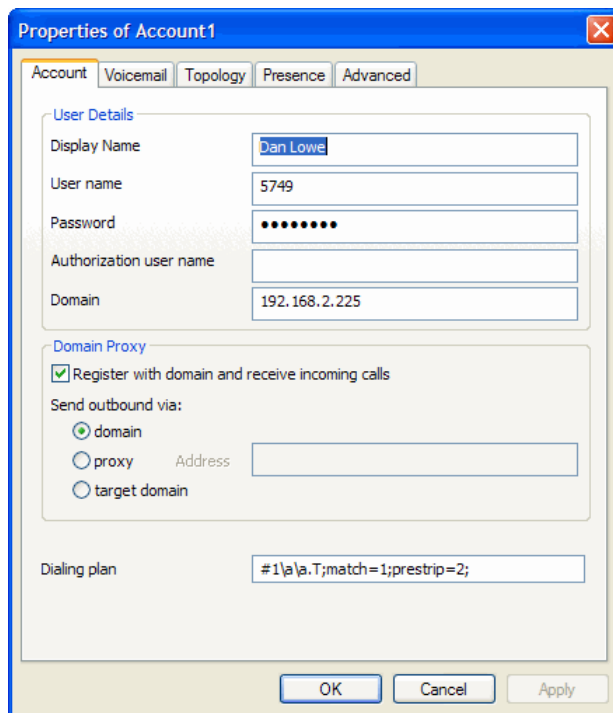 Properties of Account1
Account Voicemail Topology Presence Advanced
User Details
Display Name Dan Lowe
User name 5749
Password ••••••••
Authorization user name
Domain 192.168.2.225
Domain Proxy
Register with domain and receive incoming calls
Send outbound via:
domain
proxy Address
target domain
Dialing plan #1\a\a.T;match=1;prestrip=2;
OK Cancel Apply